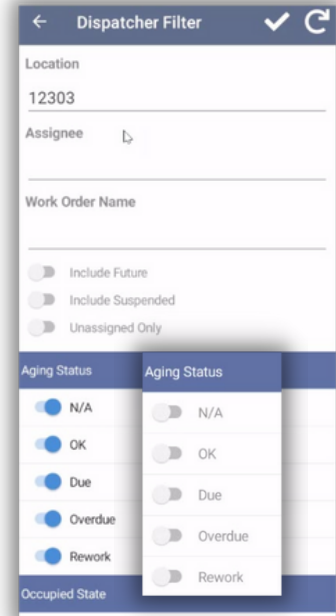 Dispatcher Filter
Location
12303
Assignee
Work Order Name
Include Future
Include Suspended
Unassigned Only
Aging Status
N/A
OK
Due
Overdue
Rework
Aging Status
N/A
OK
Due
Overdue
Rework
Occupied State